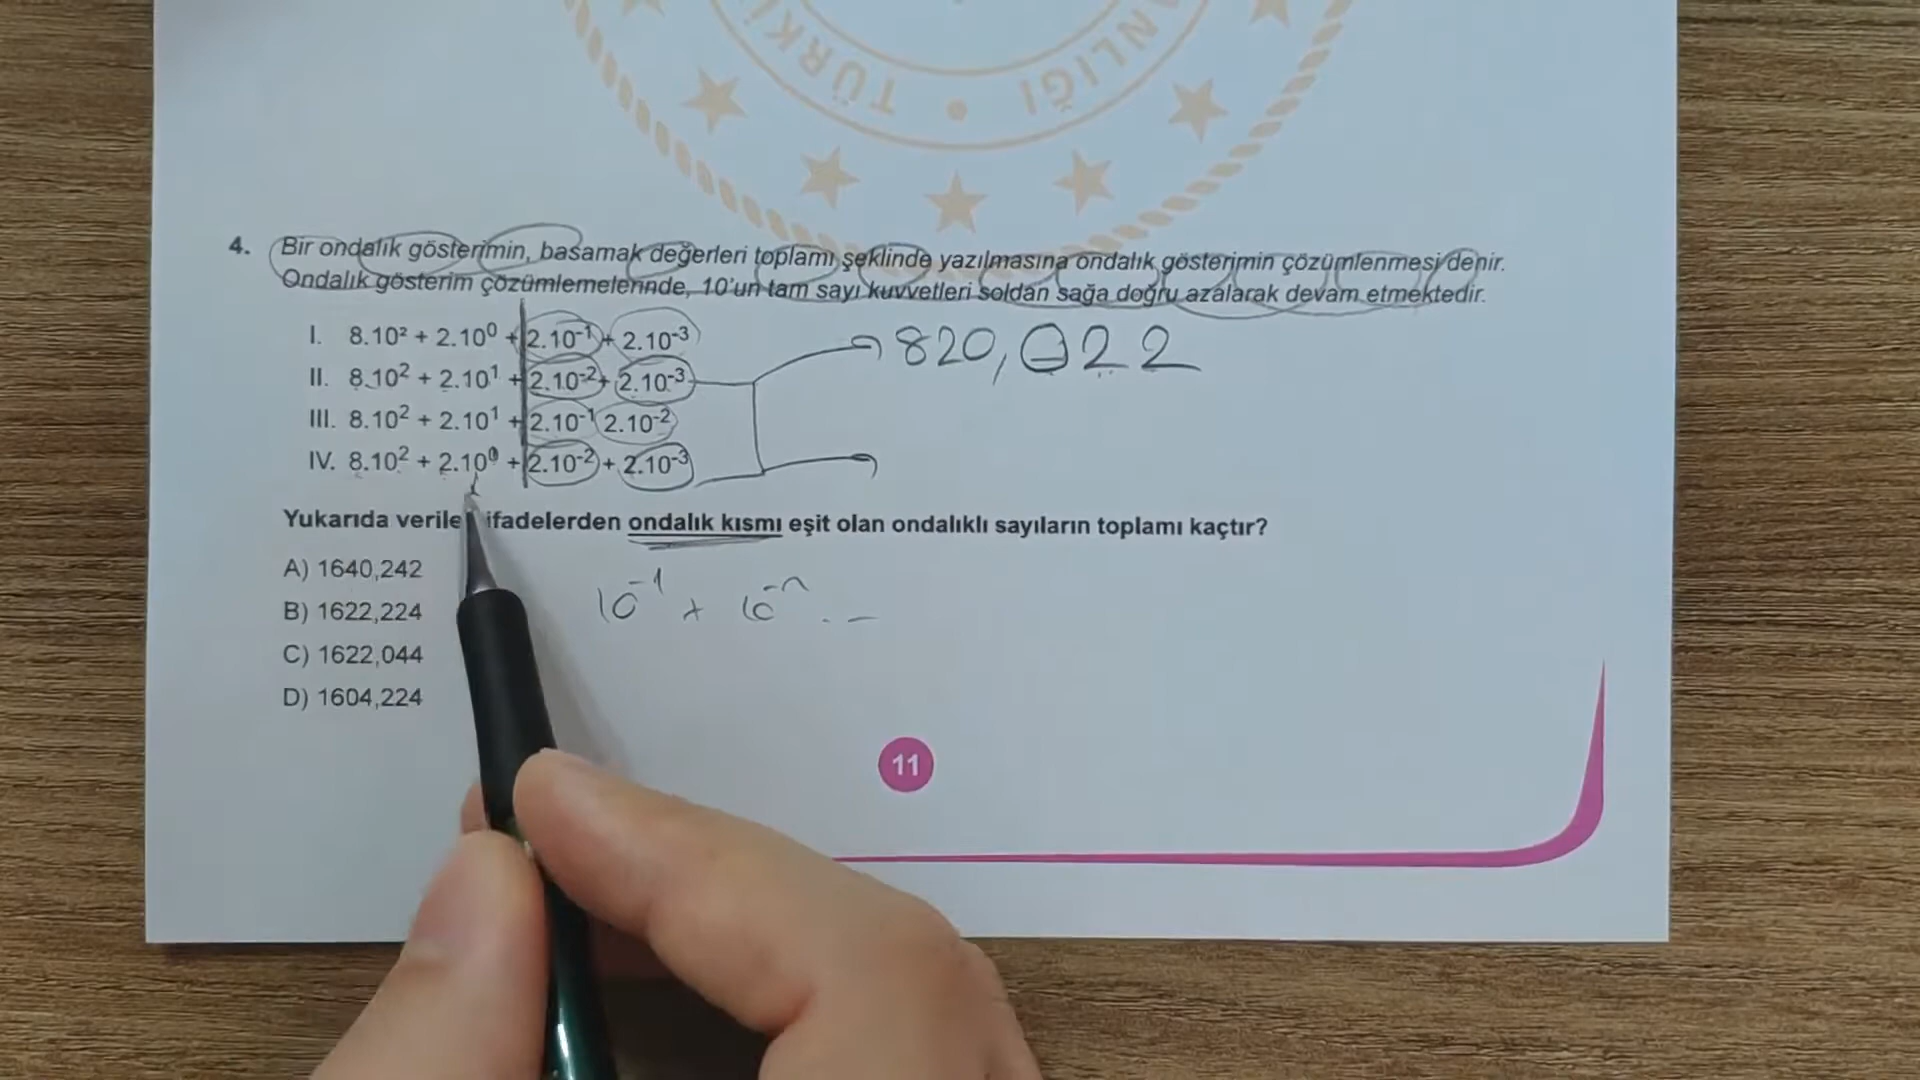 TÜRKİ
ANLIĞI
4. Bir ondalık gösterimin, basamak değerleri toplamı şeklinde yazılmasına ondalık gösterimin çözümlenmesi denir.
Ondalık gösterim çözümlemelerinde, 10'un tam sayı kuvvetleri soldan sağa doğru azalarak devam etmektedir.
I. 8.10² + 2.10⁰ + 2.10⁻¹ + 2.10⁻³
820,022
II. 8.10² + 2.10¹ + 2.10⁻² + 2.10⁻³
III. 8.10² + 2.10¹ + 2.10⁻¹ 2.10⁻²
IV. 8.10² + 2.10⁰ + 2.10⁻² + 2.10⁻³
Yukarıda verile ifadelerden ondalık kısmı eşit olan ondalıklı sayıların toplamı kaçtır?
A) 1640,242
10⁻¹ + 10⁻ⁿ . . _
B) 1622,224
C) 1622,044
D) 1604,224
11